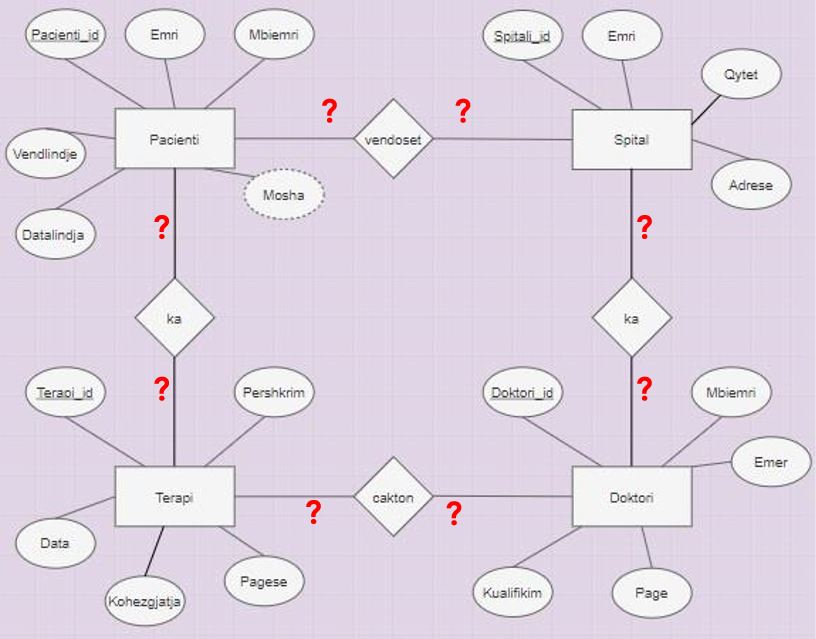 Pacienti_id
Emri
Mbiemri
Spitali_id
Emri
Qytet
? ?
Pacienti
vendoset
Spital
Vendlindje
Mosha
Adrese
Datalindja
? ?
ka
ka
? ?
Teraoi_id
Pershkrim
Doktori_id
Mbiemri
Emer
Terapi
cakton
Doktori
? ?
Data
Kohezgjatja
Pagese
Kualifikim
Page